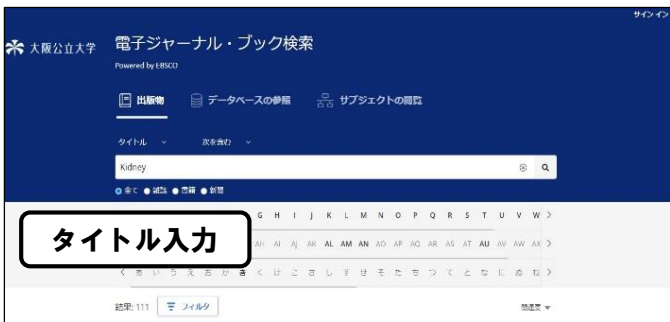 サインイン
大阪公立大学
電子ジャーナル・ブック検索
Powered by EBSCO
出版物 データベースの参照 サブジェクトの閲覧
タイトル 次を含む
Kidney
全て 雑誌 書籍 新聞
G H I J K L M N O P Q R S T U V W
タイトル入力
AH AI AJ AK AL AM AN AO AP AQ AR AS AT AU AV AW AX
あ い う え お か き く け こ さ し す せ そ た ち つ て と な に ぬ ね
結果: 111 フィルタ 関連度